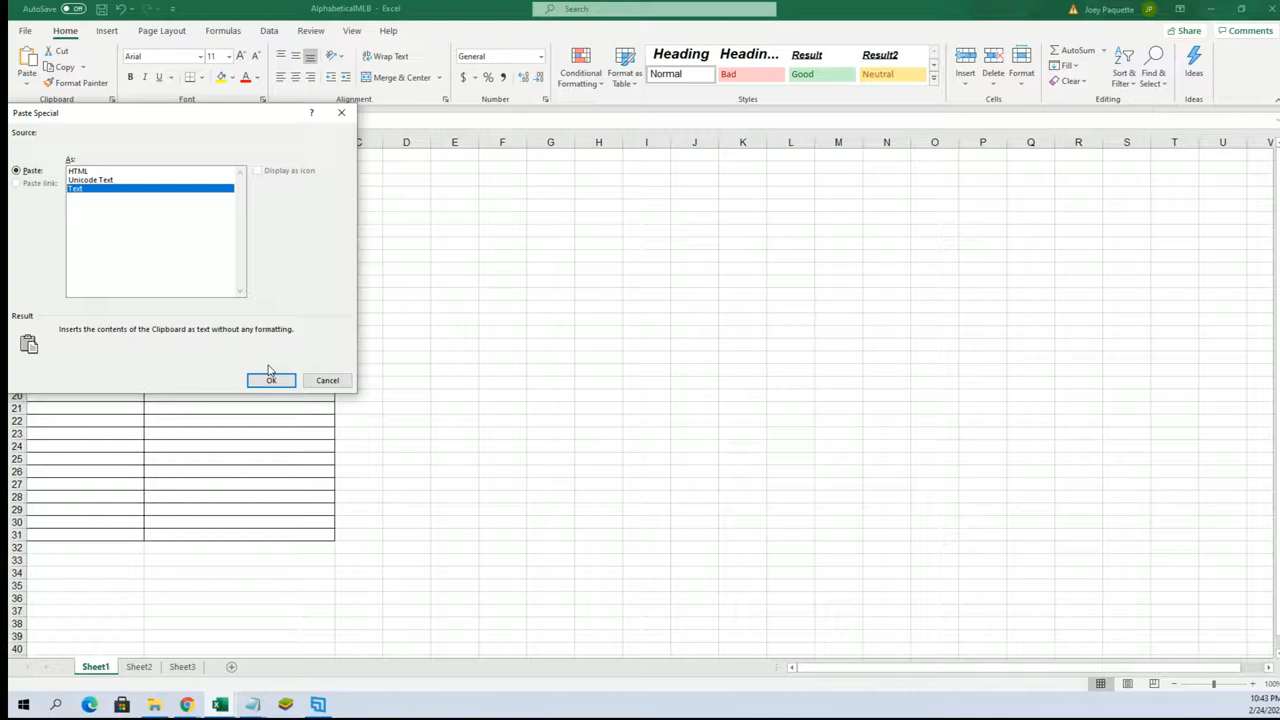 AutoSave Off AlphabeticalMLB - Excel Search Joey Paquette JP
File Home Insert Page Layout Formulas Data Review View Help Share Comments
Cut Arial 11 Wrap Text General Heading Headin... Result Result2 AutoSum
Copy Fill
Paste Format Painter B I U Merge & Center $ % Conditional Formatting Format as Table Normal Bad Good Neutral Insert Delete Format Clear Sort & Filter Find & Select Ideas
Clipboard Font Alignment Number Styles Cells Editing Ideas
Paste Special ? ×
Source:
As:
Paste: HTML Display as icon
Paste link: Unicode Text
Text
Result
Inserts the contents of the Clipboard as text without any formatting.
OK Cancel
C D E F G H I J K L M N O P Q R S T U V
20
21
22
23
24
25
26
27
28
29
30
31
32
33
34
35
36
37
38
39
40
Sheet1 Sheet2 Sheet3
100%
10:43 PM
2/24/202